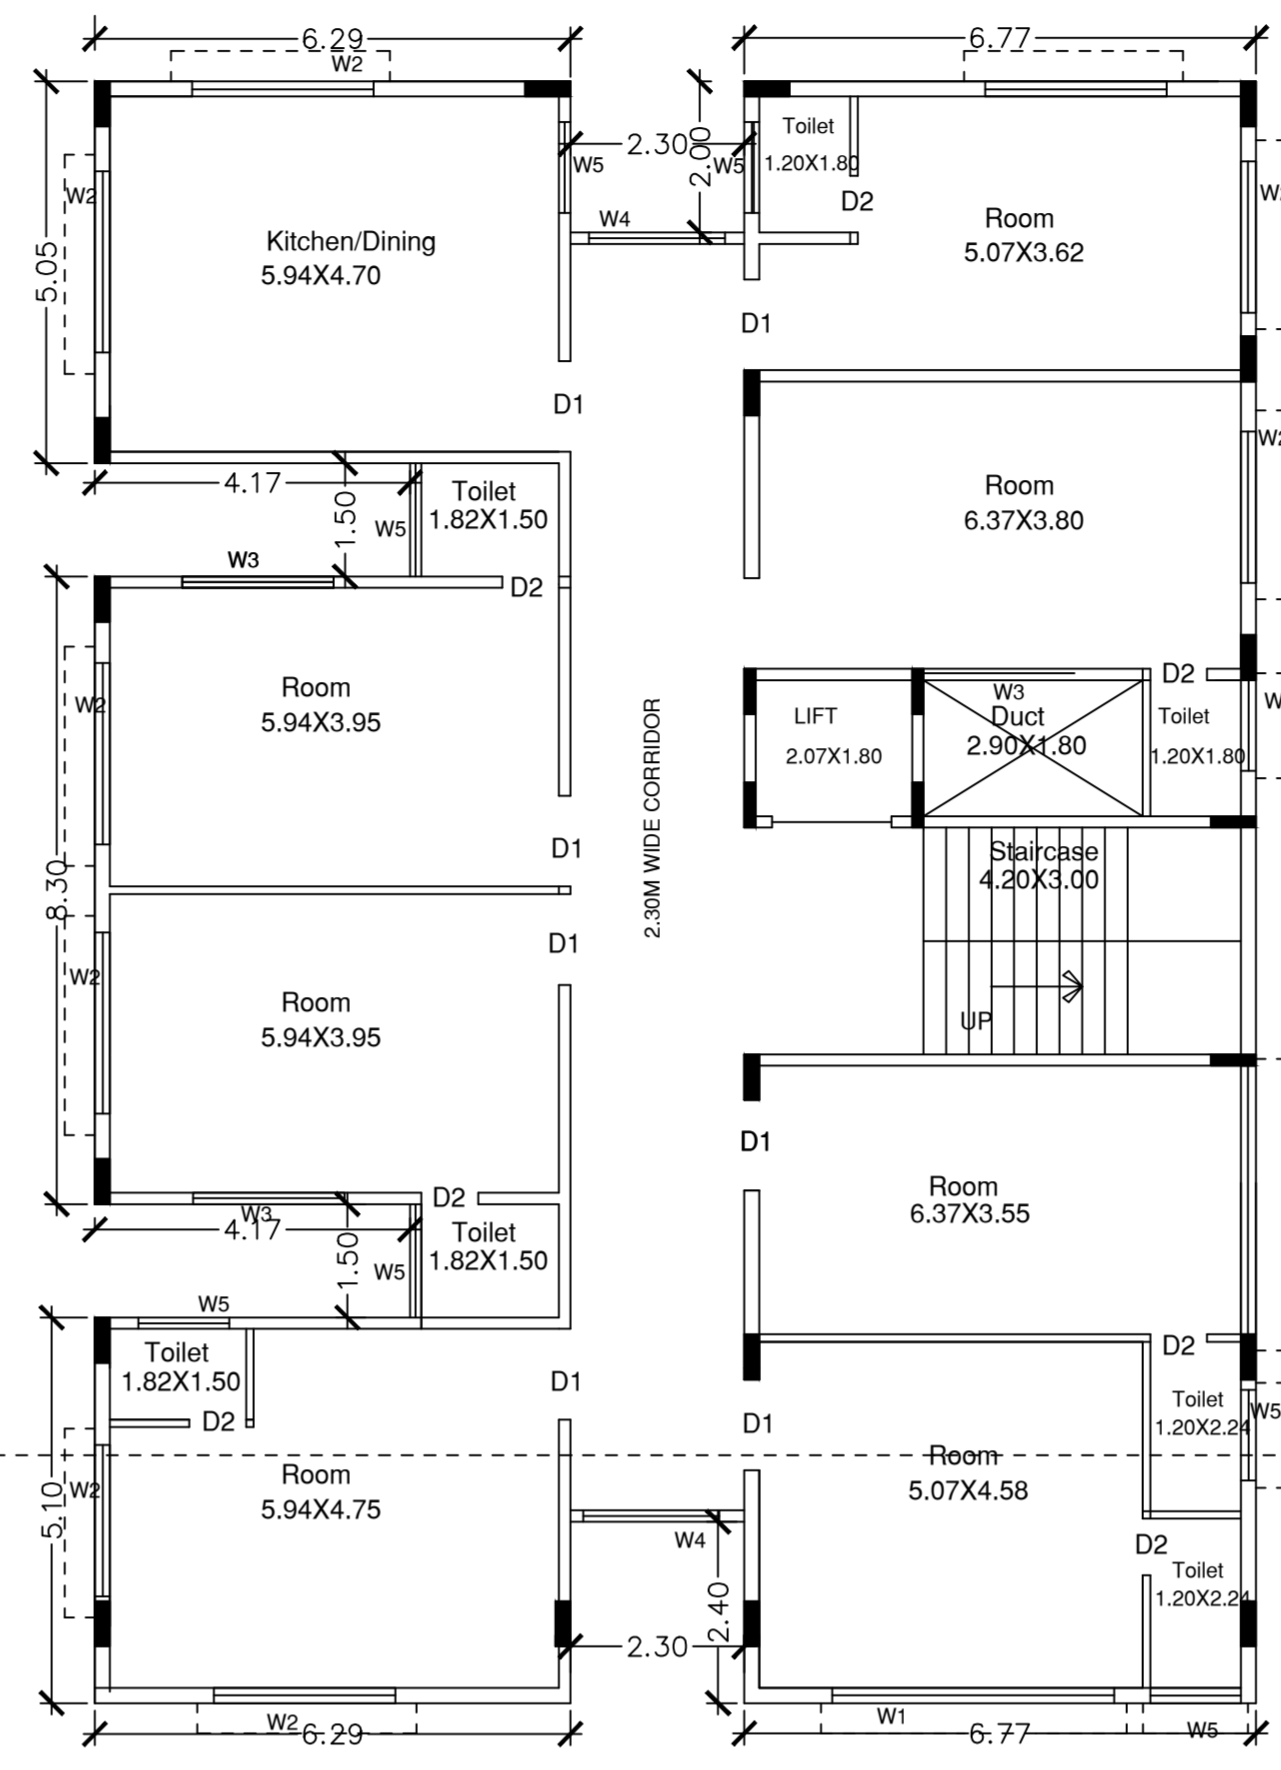 6.29
6.77
W2
2.30
2.00
5.05
W2
W5
W5
Toilet
1.20X1.80
D2
W4
Kitchen/Dining
5.94X4.70
Room
5.07X3.62
D1
D1
4.17
1.50
W5
Toilet
1.82X1.50
W3
D2
Room
6.37X3.80
W2
Room
5.94X3.95
W2
D1
8.30
2.30M WIDE CORRIDOR
D2
W3
LIFT
2.07X1.80
Duct
2.90X1.80
Toilet
1.20X1.80
Staircase
4.20X3.00
UP
D1
W2
Room
5.94X3.95
D2
W3
4.17
1.50
W5
Toilet
1.82X1.50
D1
Room
6.37X3.55
W5
Toilet
1.82X1.50
D2
D1
5.10
W2
Room
5.94X4.75
D1
D2
Toilet
1.20X2.24
W5
Room
5.07X4.58
W4
D2
Toilet
1.20X2.24
2.40
2.30
W2
6.29
W1
6.77
W5